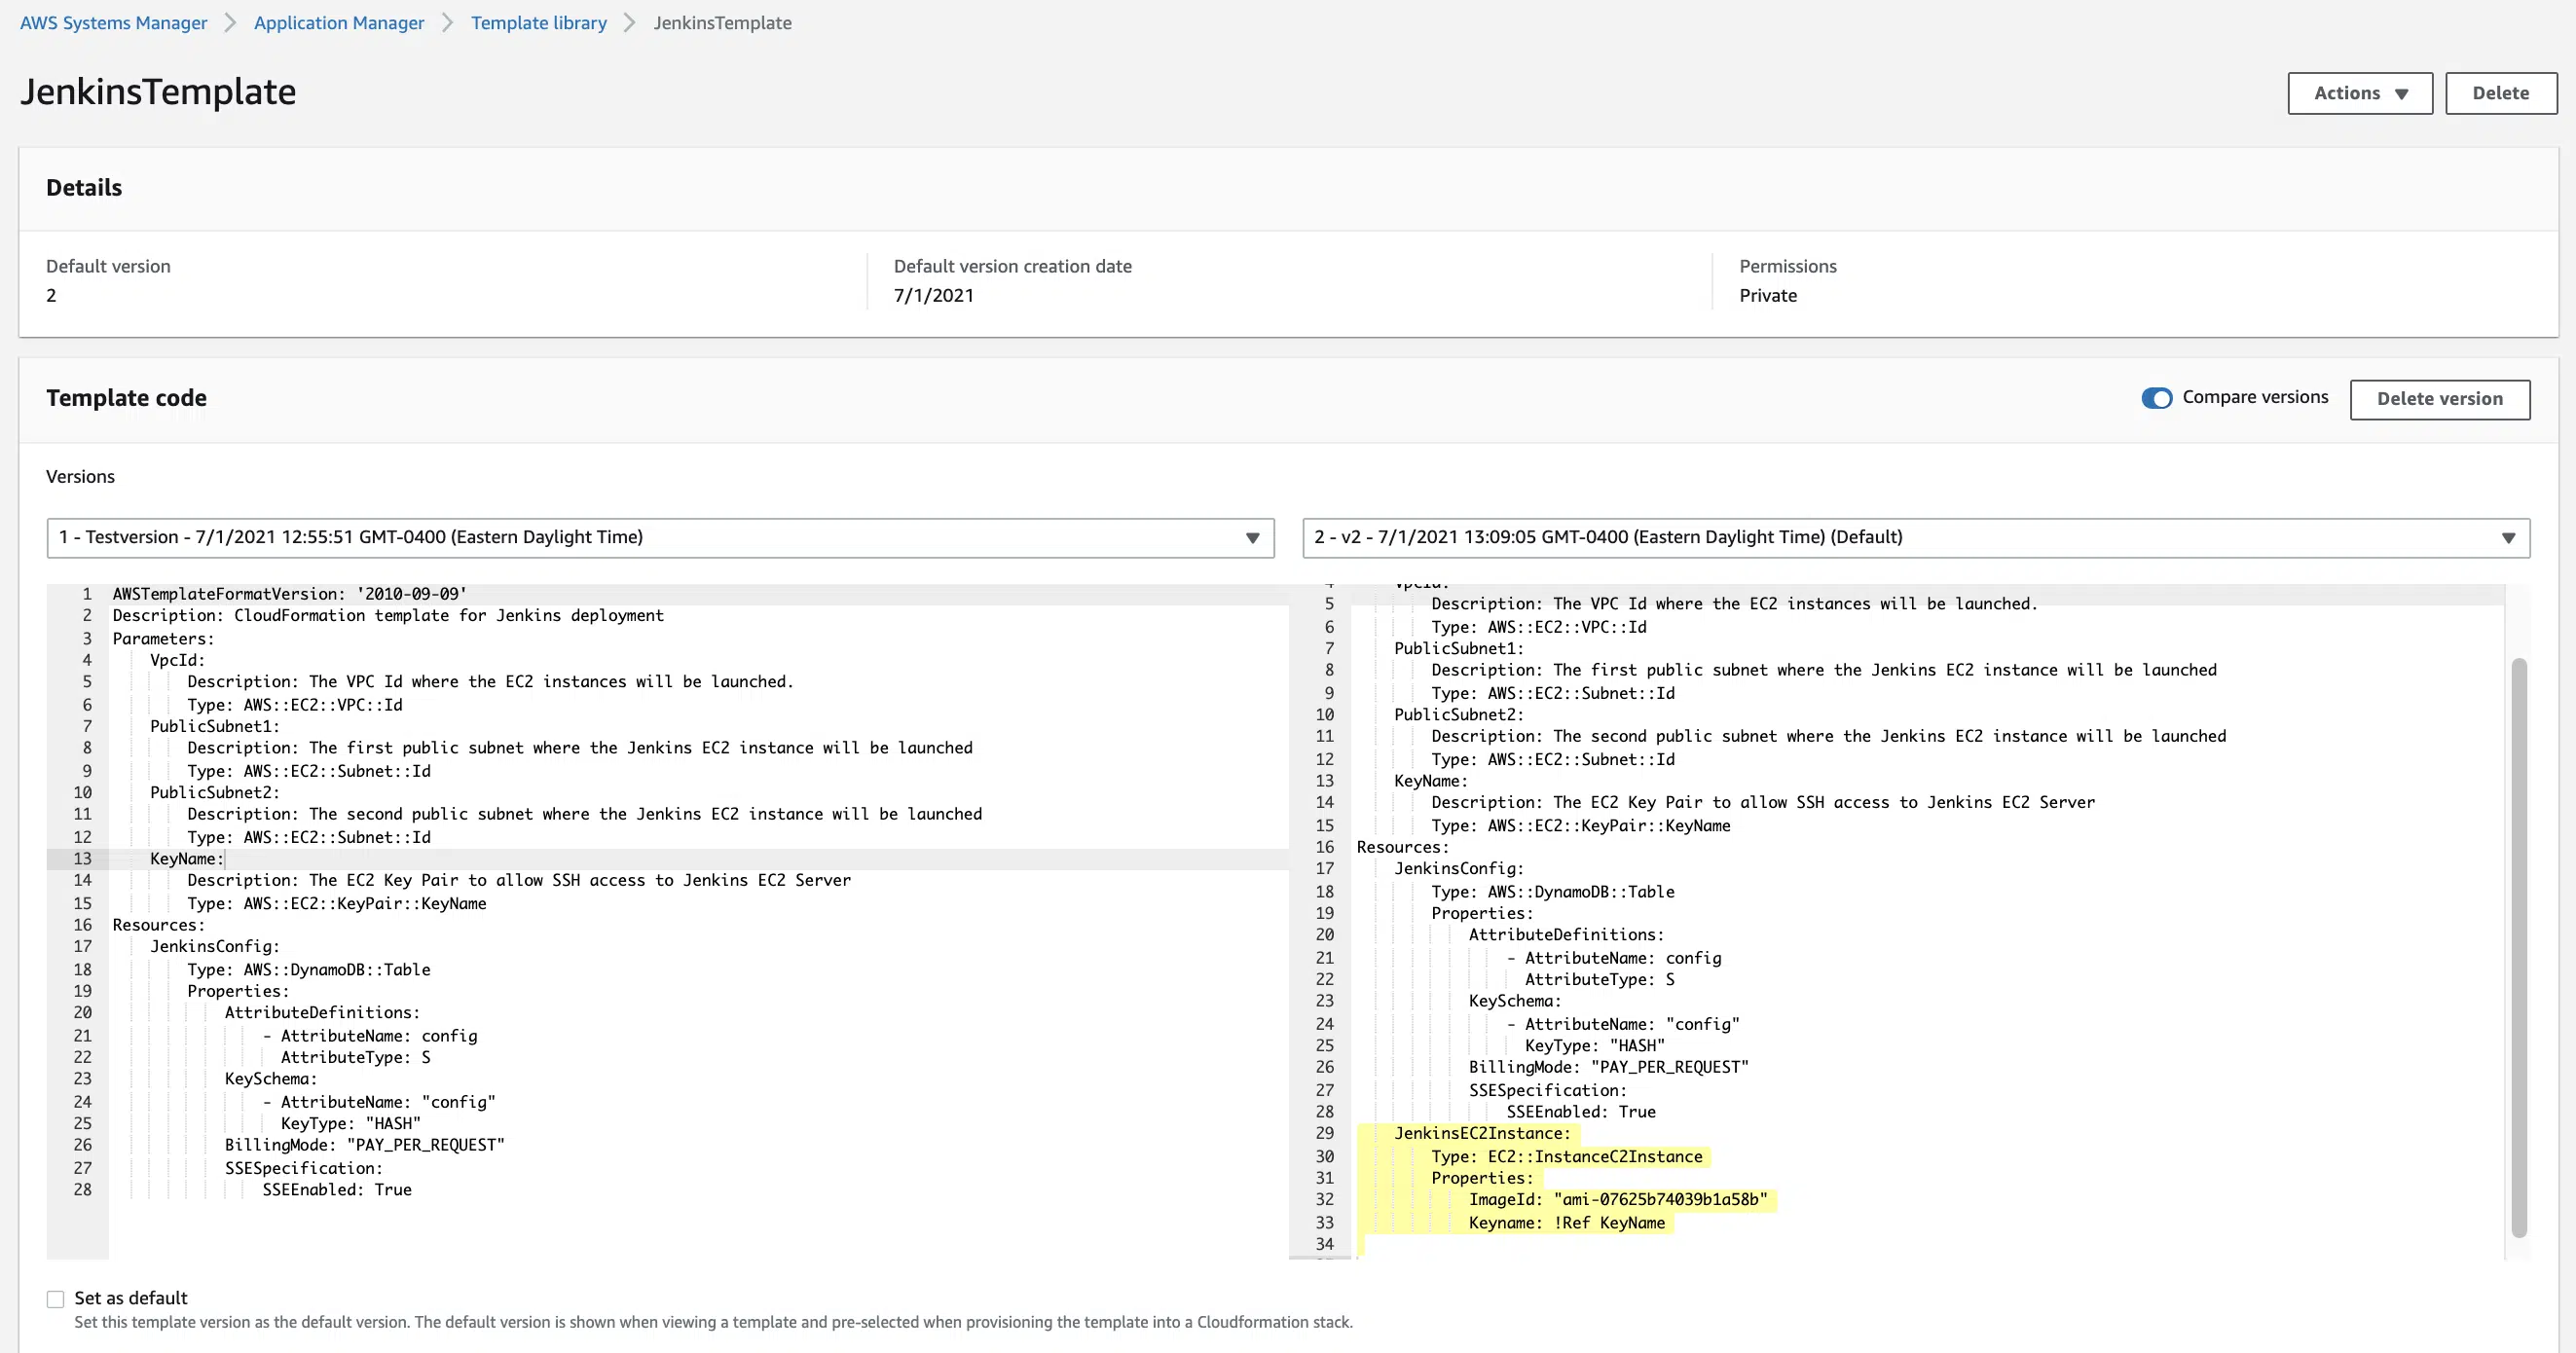 AWS Systems Manager > Application Manager > Template library > JenkinsTemplate
JenkinsTemplate
Actions
Delete
Details
Default version
2
Default version creation date
7/1/2021
Permissions
Private
Template code
Compare versions
Delete version
Versions
1 - Testversion - 7/1/2021 12:55:51 GMT-0400 (Eastern Daylight Time)
1 AWSTemplateFormatVersion: '2010-09-09'
2 Description: CloudFormation template for Jenkins deployment
3 Parameters:
4 VpcId:
5 Description: The VPC Id where the EC2 instances will be launched.
6 Type: AWS::EC2::VPC::Id
7 PublicSubnet1:
8 Description: The first public subnet where the Jenkins EC2 instance will be launched
9 Type: AWS::EC2::Subnet::Id
10 PublicSubnet2:
11 Description: The second public subnet where the Jenkins EC2 instance will be launched
12 Type: AWS::EC2::Subnet::Id
13 KeyName:
14 Description: The EC2 Key Pair to allow SSH access to Jenkins EC2 Server
15 Type: AWS::EC2::KeyPair::KeyName
16 Resources:
17 JenkinsConfig:
18 Type: AWS::DynamoDB::Table
19 Properties:
20 AttributeDefinitions:
21 - AttributeName: config
22 AttributeType: S
23 KeySchema:
24 - AttributeName: "config"
25 KeyType: "HASH"
26 BillingMode: "PAY_PER_REQUEST"
27 SSESpecification:
28 SSEEnabled: True
2 - v2 - 7/1/2021 13:09:05 GMT-0400 (Eastern Daylight Time) (Default)
4 VpcId:
5 Description: The VPC Id where the EC2 instances will be launched.
6 Type: AWS::EC2::VPC::Id
7 PublicSubnet1:
8 Description: The first public subnet where the Jenkins EC2 instance will be launched
9 Type: AWS::EC2::Subnet::Id
10 PublicSubnet2:
11 Description: The second public subnet where the Jenkins EC2 instance will be launched
12 Type: AWS::EC2::Subnet::Id
13 KeyName:
14 Description: The EC2 Key Pair to allow SSH access to Jenkins EC2 Server
15 Type: AWS::EC2::KeyPair::KeyName
16 Resources:
17 JenkinsConfig:
18 Type: AWS::DynamoDB::Table
19 Properties:
20 AttributeDefinitions:
21 - AttributeName: config
22 AttributeType: S
23 KeySchema:
24 - AttributeName: "config"
25 KeyType: "HASH"
26 BillingMode: "PAY_PER_REQUEST"
27 SSESpecification:
28 SSEEnabled: True
29 JenkinsEC2Instance:
30 Type: EC2::InstanceC2Instance
31 Properties:
32 ImageId: "ami-07625b74039b1a58b"
33 Keyname: !Ref KeyName
34
Set as default
Set this template version as the default version. The default version is shown when viewing a template and pre-selected when provisioning the template into a Cloudformation stack.